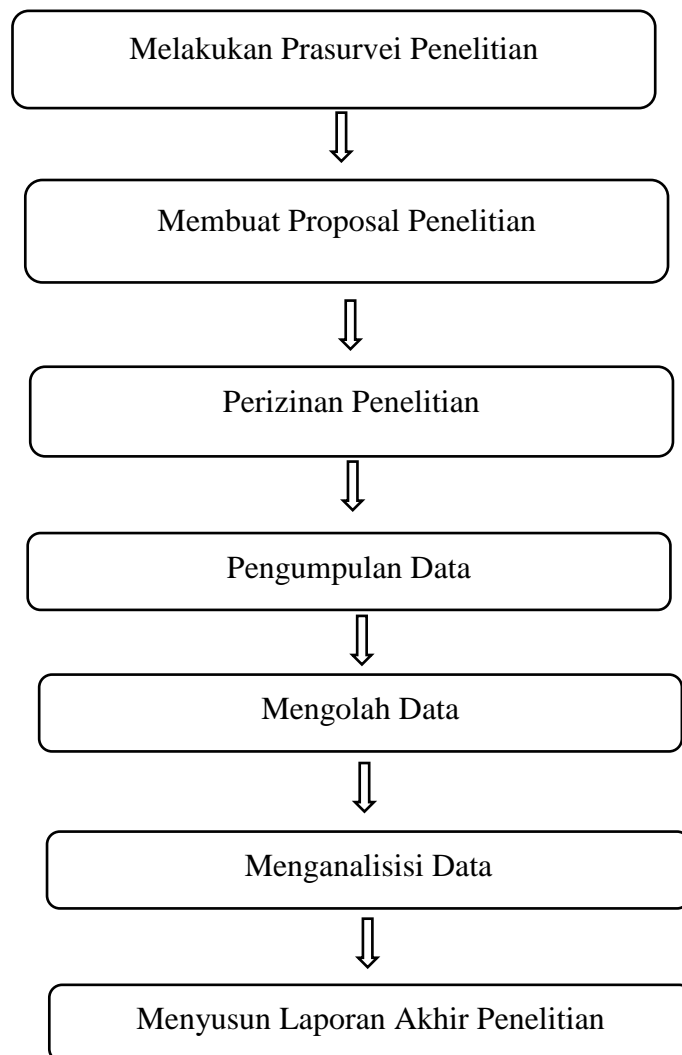 Melakukan Prasurvei Penelitian
Membuat Proposal Penelitian
Perizinan Penelitian
Pengumpulan Data
Mengolah Data
Menganalisisi Data
Menyusun Laporan Akhir Penelitian